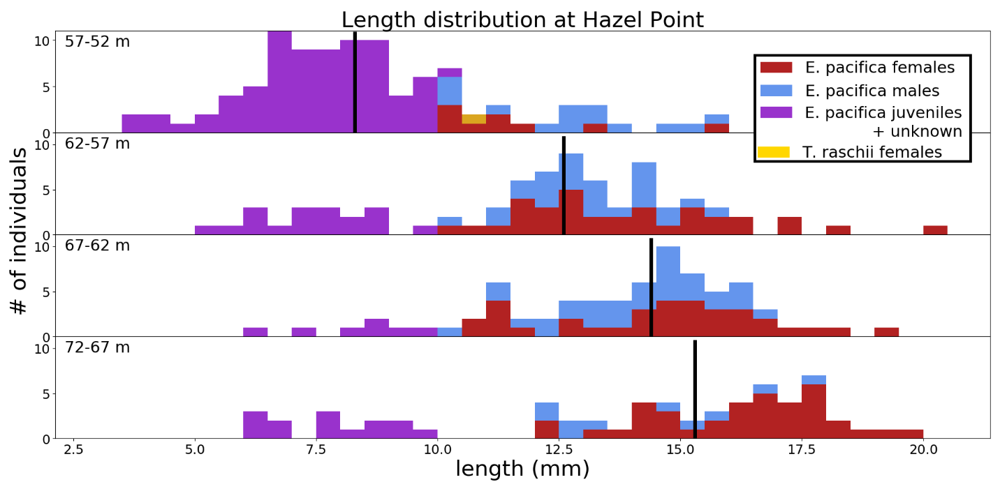 Length distribution at Hazel Point
10
57-52 m
5
0
E. pacifica females
E. pacifica males
E. pacifica juveniles
+ unknown
T. raschii females
10
62-57 m
5
0
10
67-62 m
5
0
10
72-67 m
5
0
# of individuals
2.5 5.0 7.5 10.0 12.5 15.0 17.5 20.0
length (mm)